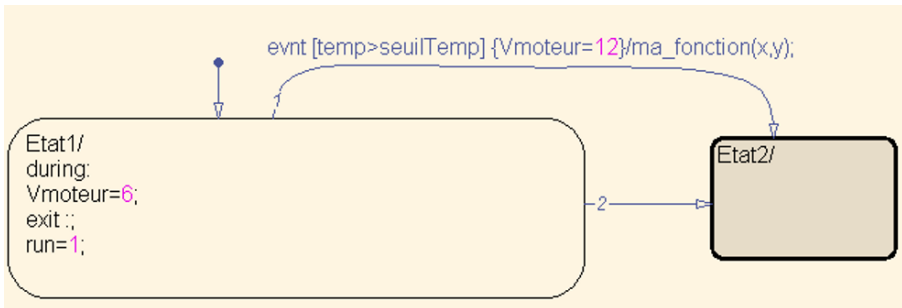 evnt [temp>seuilTemp] {Vmoteur=12}/ma_fonction(x,y);
1
Etat1/
during:
Vmoteur=6;
exit :;
run=1;
2
Etat2/